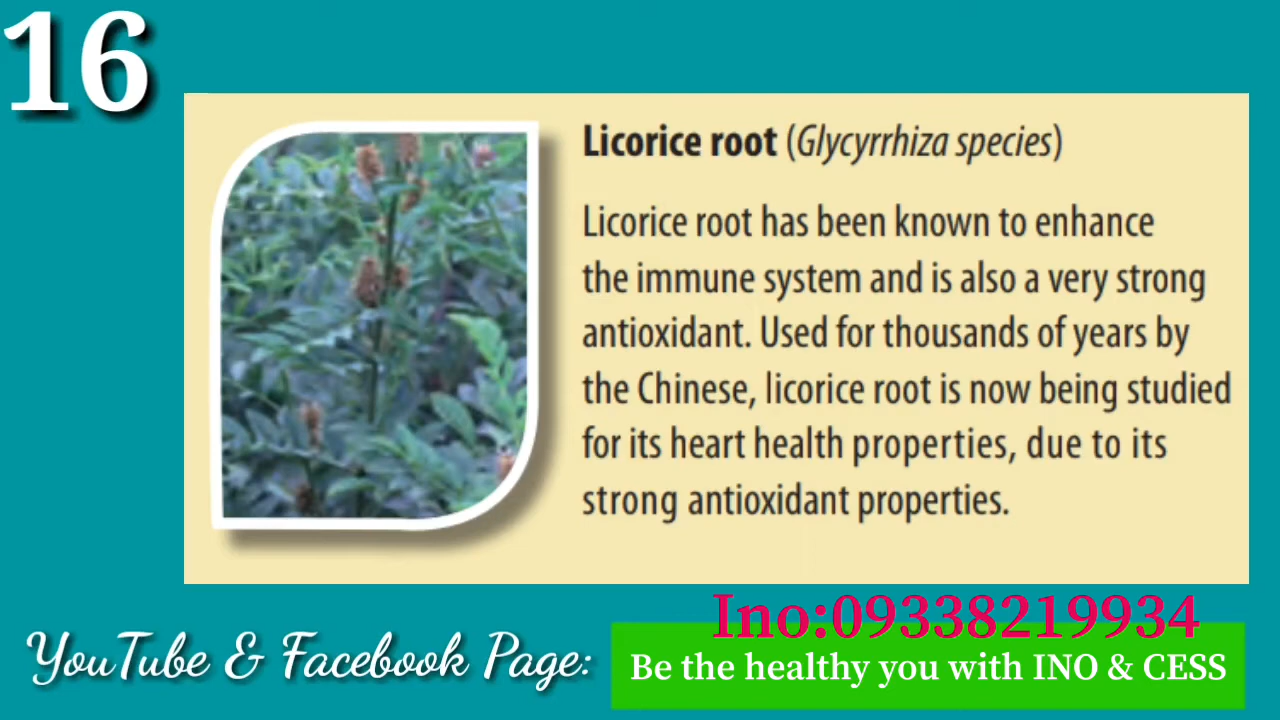 16
Licorice root (Glycyrrhiza species)
Licorice root has been known to enhance
the immune system and is also a very strong
antioxidant. Used for thousands of years by
the Chinese, licorice root is now being studied
for its heart health properties, due to its
strong antioxidant properties.
Ino:09338219934
YouTube & Facebook Page:
Be the healthy you with INO & CESS